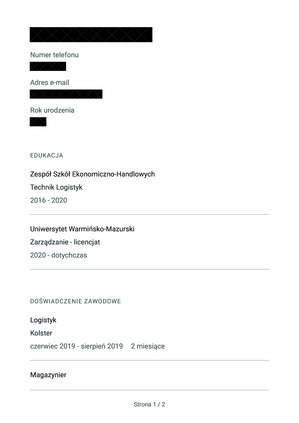 Numer telefonu
Adres e-mail
Rok urodzenia
EDUKACJA
Zespół Szkół Ekonomiczno-Handlowych
Technik Logistyk
2016 - 2020
Uniwersytet Warmińsko-Mazurski
Zarządzanie - licencjat
2020 - dotychczas
DOŚWIADCZENIE ZAWODOWE
Logistyk
Kolster
czerwiec 2019 - sierpień 2019 2 miesiące
Magazynier
Strona 1 / 2